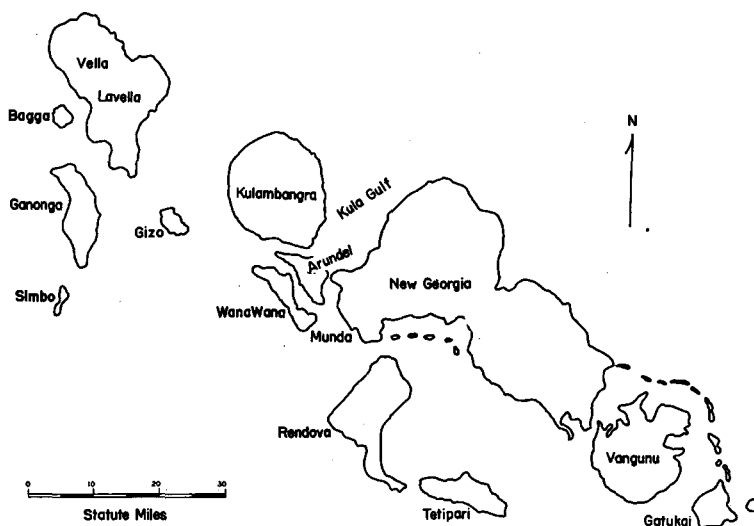 Vella
Lavella
Bagga
N
Kulambangra
Kula Gulf
Ganonga
Gizo
Arundel
New Georgia
Simbo
WanaWana
Munda
Rendova
Vangunu
0 10 20 30
Statute Miles
Tetipari
Gatukai